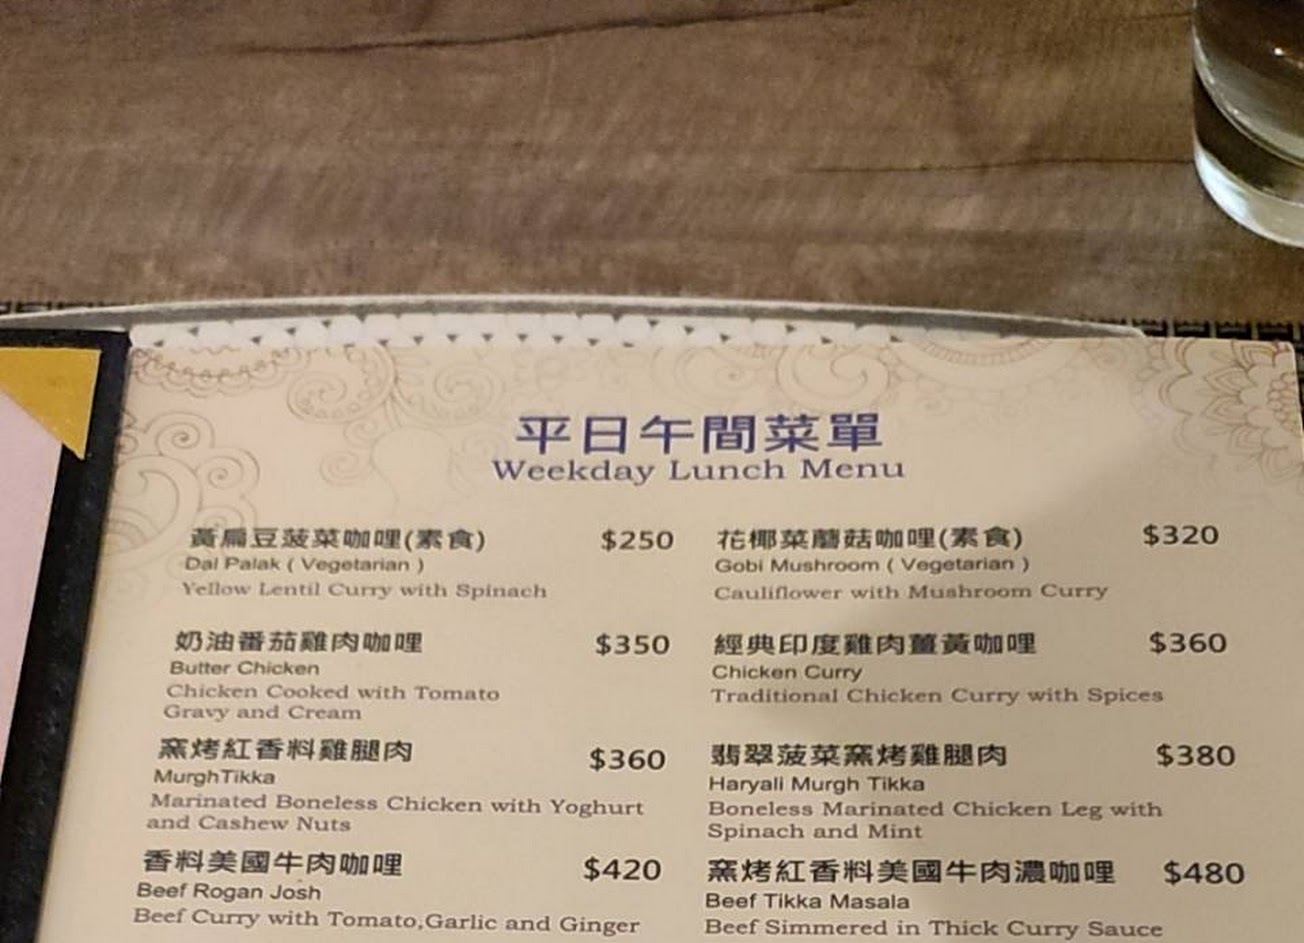 平日午間菜單
Weekday Lunch Menu
黃扁豆菠菜咖哩(素食) $250
Dal Palak ( Vegetarian )
Yellow Lentil Curry with Spinach
奶油番茄雞肉咖哩 $350
Butter Chicken
Chicken Cooked with Tomato
Gravy and Cream
窯烤紅香料雞腿肉 $360
MurghTikka
Marinated Boneless Chicken with Yoghurt
and Cashew Nuts
香料美國牛肉咖哩 $420
Beef Rogan Josh
Beef Curry with Tomato,Garlic and Ginger
花椰菜蘑菇咖哩(素食) $320
Gobi Mushroom ( Vegetarian )
Cauliflower with Mushroom Curry
經典印度雞肉薑黃咖哩 $360
Chicken Curry
Traditional Chicken Curry with Spices
翡翠菠菜窯烤雞腿肉 $380
Haryali Murgh Tikka
Boneless Marinated Chicken Leg with
Spinach and Mint
窯烤紅香料美國牛肉濃咖哩 $480
Beef Tikka Masala
Beef Simmered in Thick Curry Sauce